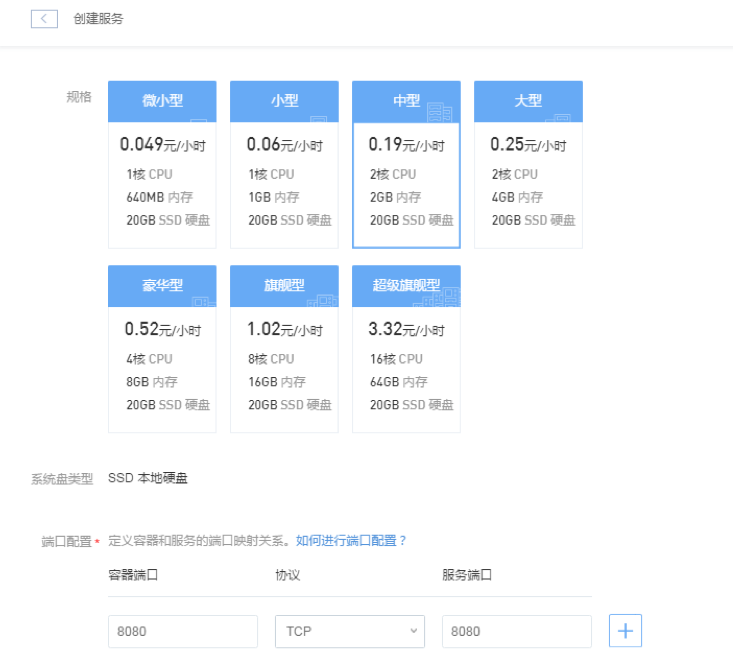 创建服务
规格
微小型 小型 中型 大型
0.049元/小时 0.06元/小时 0.19元/小时 0.25元/小时
1核 CPU 1核 CPU 2核 CPU 2核 CPU
640MB 内存 1GB 内存 2GB 内存 4GB 内存
20GB SSD 硬盘 20GB SSD 硬盘 20GB SSD 硬盘 20GB SSD 硬盘
豪华型 旗舰型 超级旗舰型
0.52元/小时 1.02元/小时 3.32元/小时
4核 CPU 8核 CPU 16核 CPU
8GB 内存 16GB 内存 64GB 内存
20GB SSD 硬盘 20GB SSD 硬盘 20GB SSD 硬盘
系统盘类型 SSD 本地硬盘
端口配置* 定义容器和服务的端口映射关系。如何进行端口配置？
容器端口 协议 服务端口
8080 TCP 8080